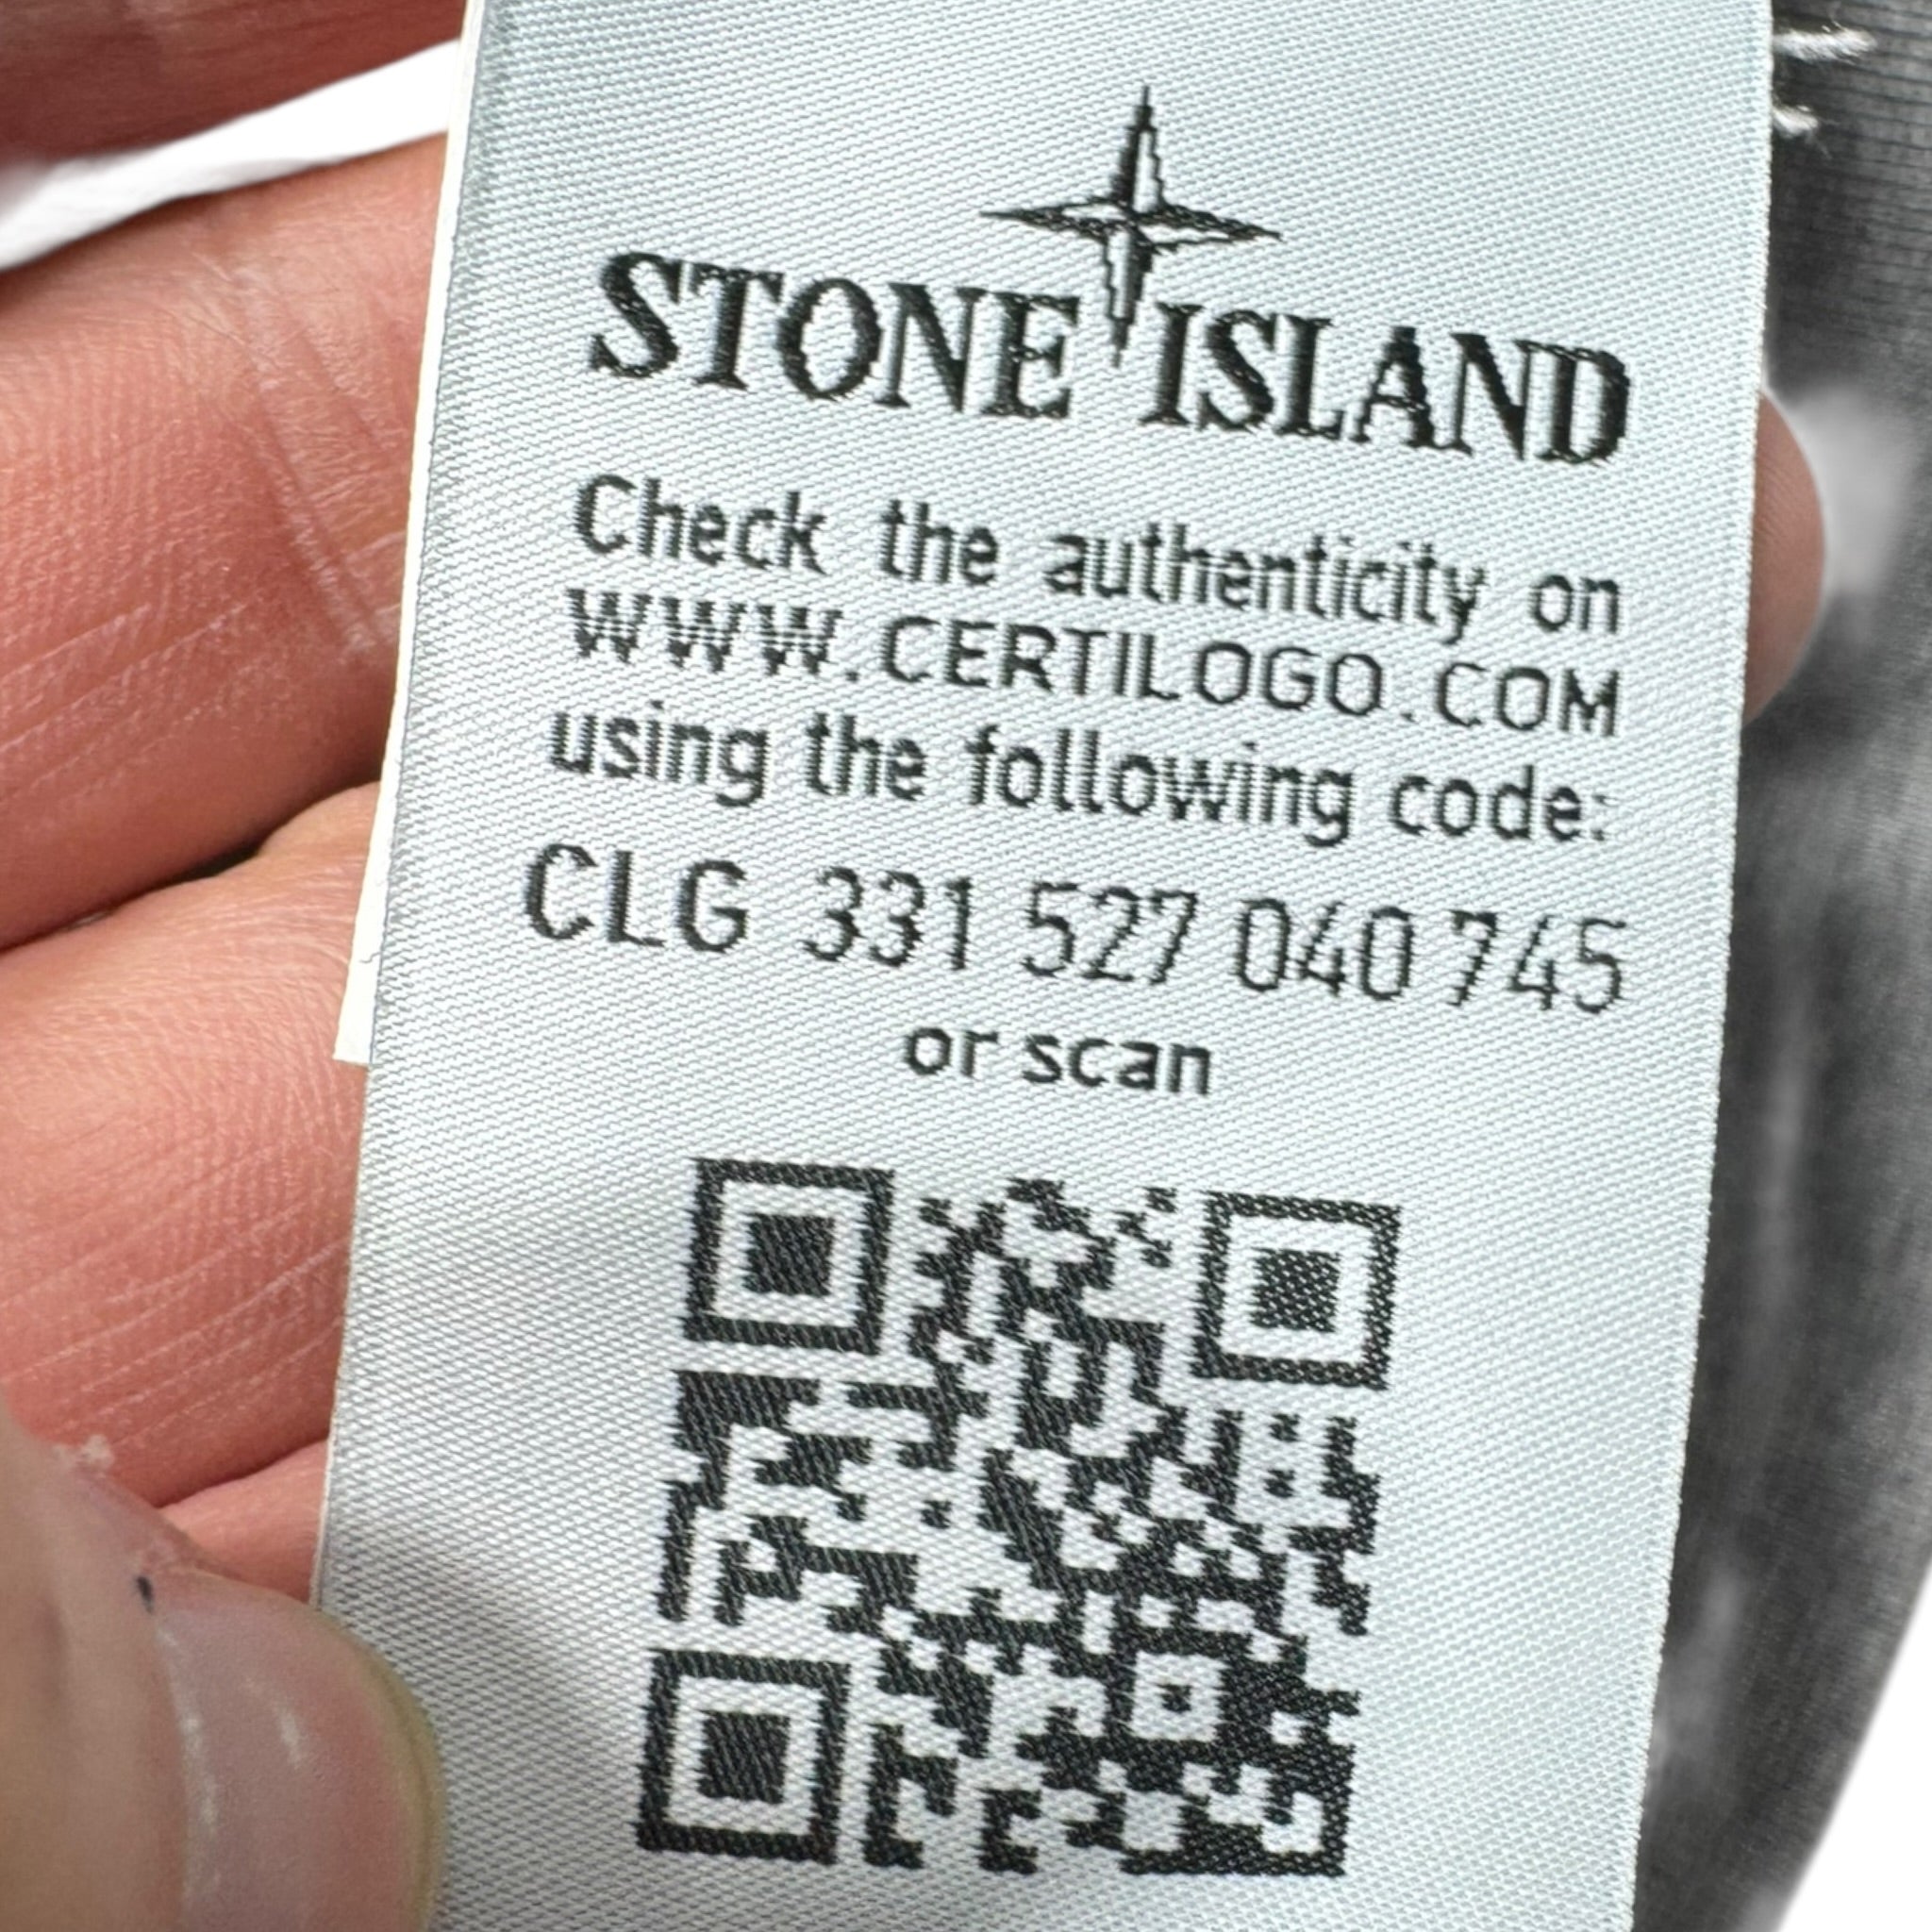 STONE ISLAND
Check the authenticity on
WWW.CERTILOGO.COM
using the following code:
CLG 331 527 040 745
or scan